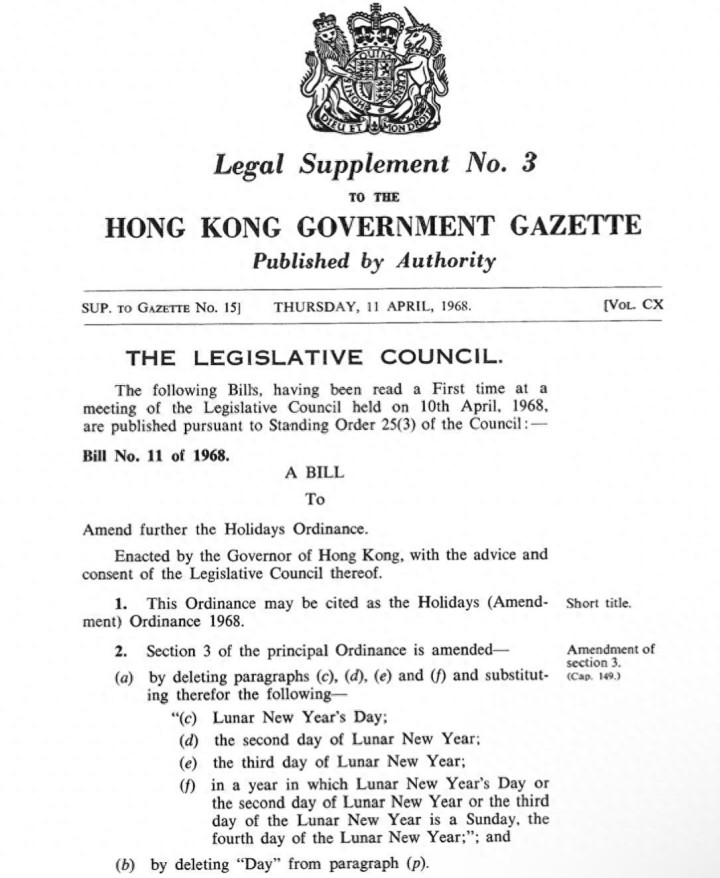 QUI MAL
HONI SOIT
DIEU ET MON DROIT
Legal Supplement No. 3
TO THE
HONG KONG GOVERNMENT GAZETTE
Published by Authority
SUP. TO GAZETTE No. 15] THURSDAY, 11 APRIL, 1968. [VOL. CX
THE LEGISLATIVE COUNCIL.
The following Bills, having been read a First time at a
meeting of the Legislative Council held on 10th April, 1968,
are published pursuant to Standing Order 25(3) of the Council:—
Bill No. 11 of 1968.
A BILL
To
Amend further the Holidays Ordinance.
Enacted by the Governor of Hong Kong, with the advice and
consent of the Legislative Council thereof.
1. This Ordinance may be cited as the Holidays (Amend- Short title.
ment) Ordinance 1968.
2. Section 3 of the principal Ordinance is amended— Amendment of
section 3.
(Cap. 149.)
(a) by deleting paragraphs (c), (d), (e) and (f) and substitut-
ing therefor the following—
"(c) Lunar New Year's Day;
(d) the second day of Lunar New Year;
(e) the third day of Lunar New Year;
(f) in a year in which Lunar New Year's Day or
the second day of Lunar New Year or the third
day of the Lunar New Year is a Sunday, the
fourth day of the Lunar New Year;"; and
(b) by deleting "Day" from paragraph (p).